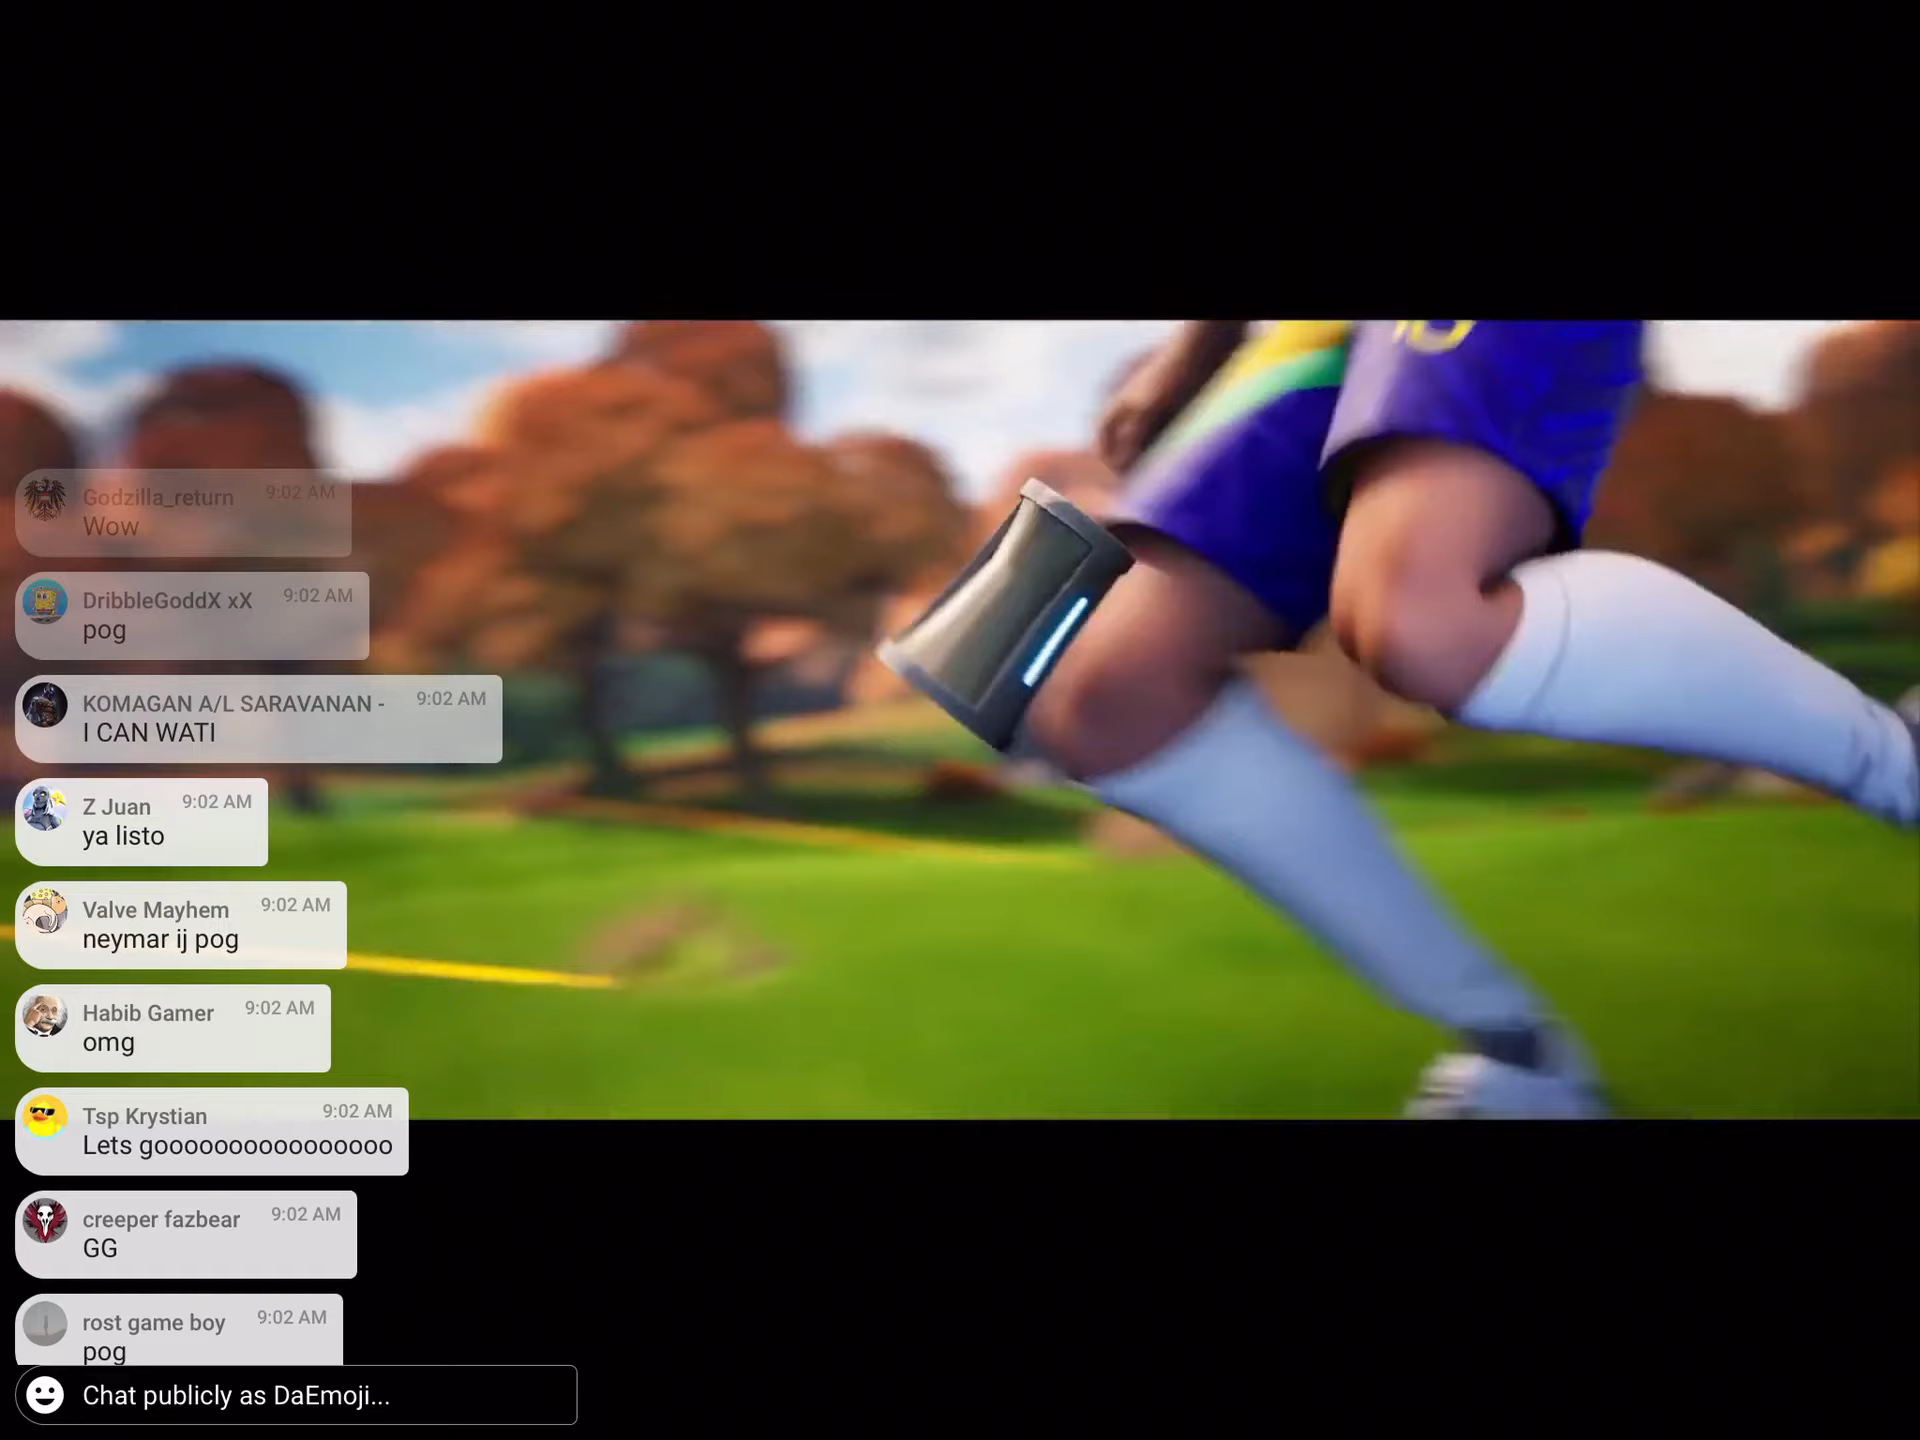 Godzilla_return 9:02 AM
Wow
DribbleGoddX xX 9:02 AM
pog
KOMAGAN A/L SARAVANAN - 9:02 AM
I CAN WATI
Z Juan 9:02 AM
ya listo
Valve Mayhem 9:02 AM
neymar ij pog
Habib Gamer 9:02 AM
omg
Tsp Krystian 9:02 AM
Lets goooooooooooooooo
creeper fazbear 9:02 AM
GG
rost game boy 9:02 AM
pog
Chat publicly as DaEmoji...